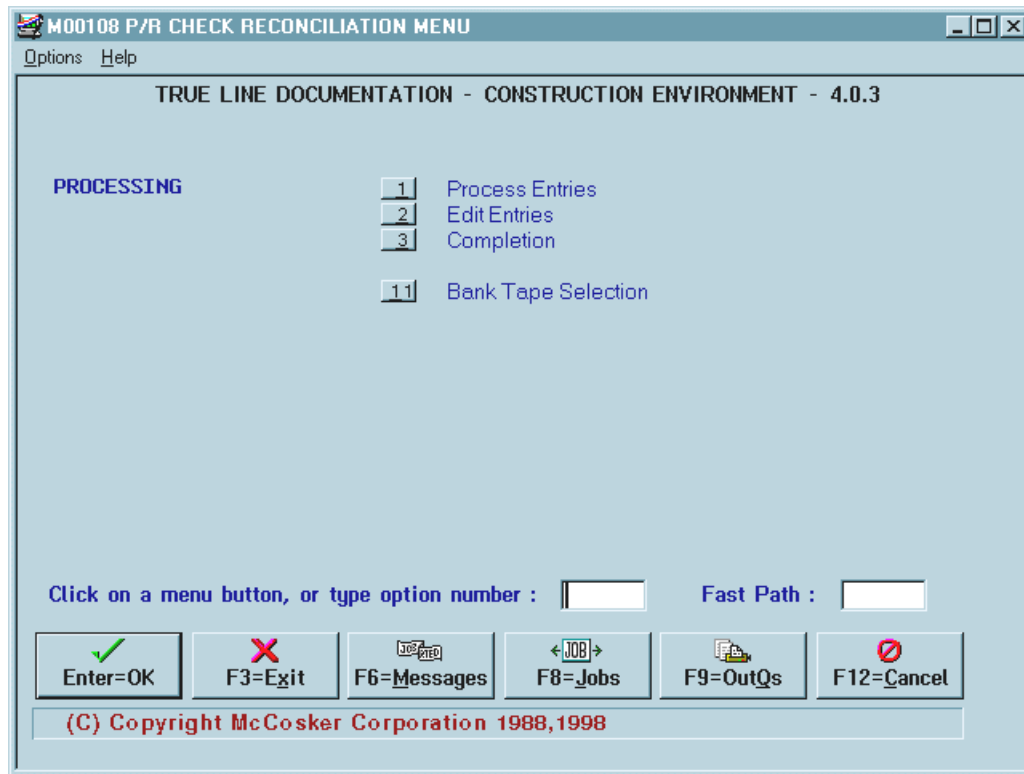 M00108 P/R CHECK RECONCILIATION MENU
Options Help
TRUE LINE DOCUMENTATION - CONSTRUCTION ENVIRONMENT - 4.0.3
PROCESSING 1 Process Entries
2 Edit Entries
3 Completion
11 Bank Tape Selection
Click on a menu button, or type option number : Fast Path :
JOB
Enter=OK F3=Exit F6=Messages F8=Jobs F9=OutQs F12=Cancel
(C) Copyright McCosker Corporation 1988,1998